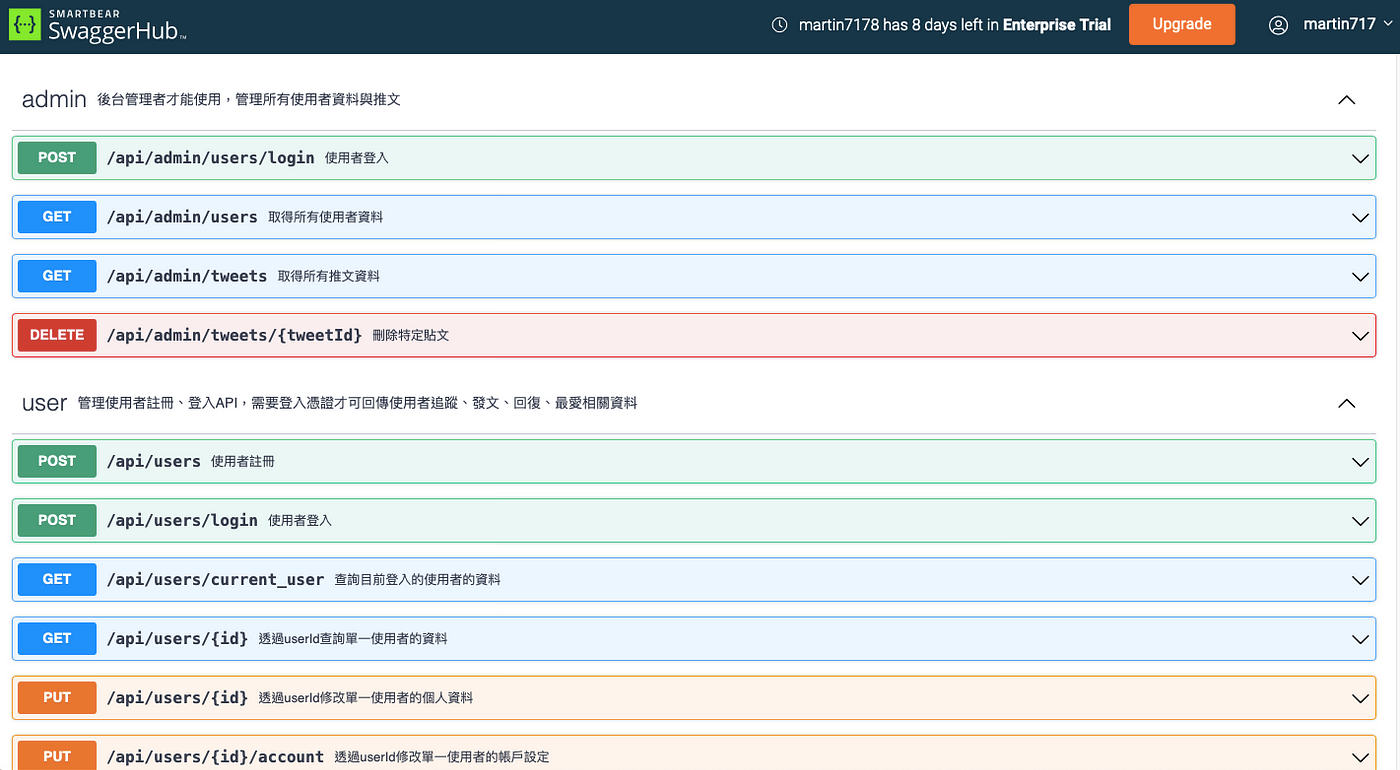 SMARTBEAR
SwaggerHub™
martin7178 has 8 days left in Enterprise Trial
Upgrade
martin717
admin 後台管理者才能使用，管理所有使用者資料與推文
POST /api/admin/users/login 使用者登入
GET /api/admin/users 取得所有使用者資料
GET /api/admin/tweets 取得所有推文資料
DELETE /api/admin/tweets/{tweetId} 刪除特定貼文
user 管理使用者註冊、登入API，需要登入憑證才可回傳使用者追蹤、發文、回復、最愛相關資料
POST /api/users 使用者註冊
POST /api/users/login 使用者登入
GET /api/users/current_user 查詢目前登入的使用者的資料
GET /api/users/{id} 透過userId查詢單一使用者的資料
PUT /api/users/{id} 透過userId修改單一使用者的個人資料
PUT /api/users/{id}/account 透過userId修改單一使用者的帳戶設定